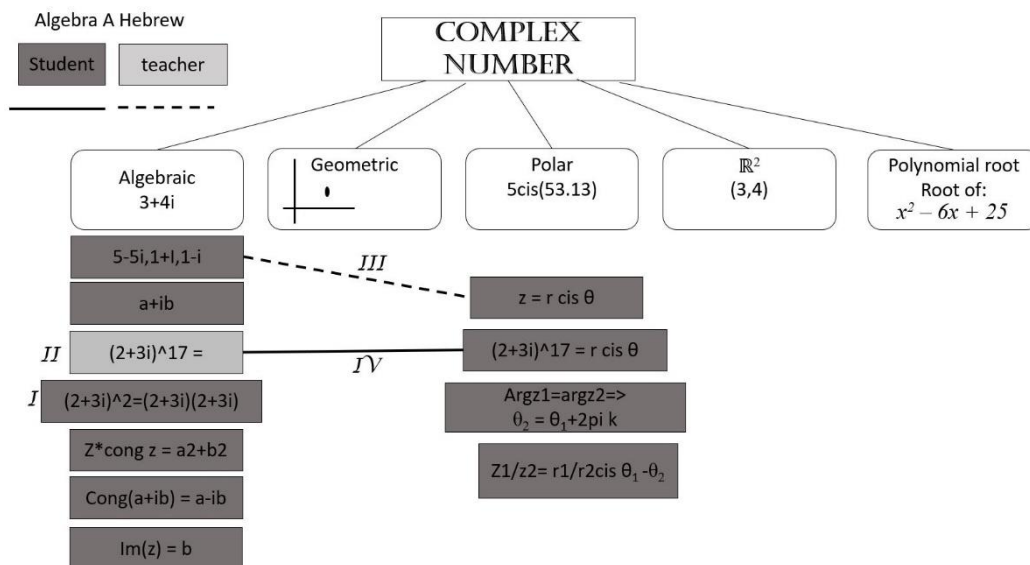 Algebra A Hebrew
Student
teacher
COMPLEX
NUMBER
Algebraic
3+4i
Geometric
Polar
5cis(53.13)
ℝ²
(3,4)
Polynomial root
Root of:
x² – 6x + 25
5-5i,1+I,1-i
III
z = r cis θ
a+ib
II
(2+3i)^17 =
IV
(2+3i)^17 = r cis θ
I
(2+3i)^2=(2+3i)(2+3i)
Argz1=argz2=>
θ₂ = θ₁+2pi k
Z*cong z = a2+b2
Z1/z2= r1/r2cis θ₁ -θ₂
Cong(a+ib) = a-ib
Im(z) = b